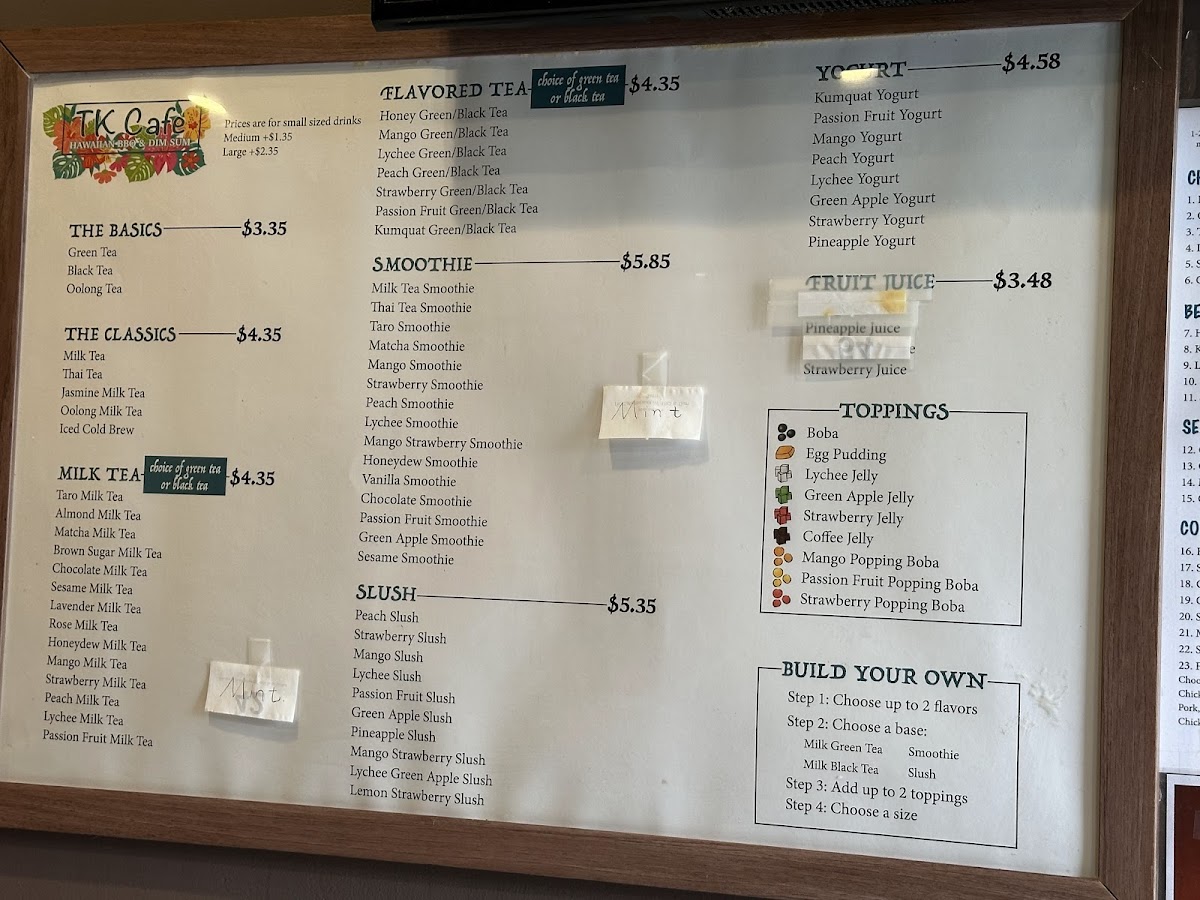 TK Cafe
HAWAIIAN BBQ & DIM SUM
Prices are for small sized drinks
Medium +$1.35
Large +$2.35
THE BASICS $3.35
Green Tea
Black Tea
Oolong Tea
THE CLASSICS $4.35
Milk Tea
Thai Tea
Jasmine Milk Tea
Oolong Milk Tea
Iced Cold Brew
MILK TEA choice of green tea or black tea $4.35
Taro Milk Tea
Almond Milk Tea
Matcha Milk Tea
Brown Sugar Milk Tea
Chocolate Milk Tea
Sesame Milk Tea
Lavender Milk Tea
Rose Milk Tea
Honeydew Milk Tea
Mango Milk Tea
Strawberry Milk Tea
Peach Milk Tea
Lychee Milk Tea
Passion Fruit Milk Tea
Mint
FLAVORED TEA choice of green tea or black tea $4.35
Honey Green/Black Tea
Mango Green/Black Tea
Lychee Green/Black Tea
Peach Green/Black Tea
Strawberry Green/Black Tea
Passion Fruit Green/Black Tea
Kumquat Green/Black Tea
SMOOTHIE $5.85
Milk Tea Smoothie
Thai Tea Smoothie
Taro Smoothie
Matcha Smoothie
Mango Smoothie
Strawberry Smoothie
Peach Smoothie
Lychee Smoothie
Mango Strawberry Smoothie
Honeydew Smoothie
Vanilla Smoothie
Chocolate Smoothie
Passion Fruit Smoothie
Green Apple Smoothie
Sesame Smoothie
Mint
SLUSH $5.35
Peach Slush
Strawberry Slush
Mango Slush
Lychee Slush
Passion Fruit Slush
Green Apple Slush
Pineapple Slush
Mango Strawberry Slush
Lychee Green Apple Slush
Lemon Strawberry Slush
YOGURT $4.58
Kumquat Yogurt
Passion Fruit Yogurt
Mango Yogurt
Peach Yogurt
Lychee Yogurt
Green Apple Yogurt
Strawberry Yogurt
Pineapple Yogurt
FRUIT JUICE $3.48
Pineapple Juice
Strawberry Juice
TOPPINGS
Boba
Egg Pudding
Lychee Jelly
Green Apple Jelly
Strawberry Jelly
Coffee Jelly
Mango Popping Boba
Passion Fruit Popping Boba
Strawberry Popping Boba
BUILD YOUR OWN
Step 1: Choose up to 2 flavors
Step 2: Choose a base:
Milk Green Tea Smoothie
Milk Black Tea Slush
Step 3: Add up to 2 toppings
Step 4: Choose a size